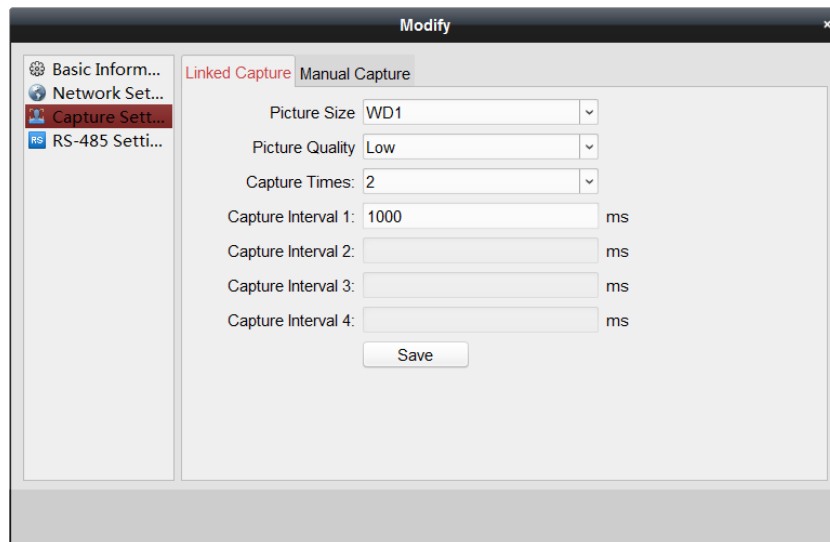 Modify
×
Basic Inform...
Network Set...
Capture Sett...
RS RS-485 Setti...
Linked Capture Manual Capture
Picture Size WD1
Picture Quality Low
Capture Times: 2
Capture Interval 1: 1000 ms
Capture Interval 2: ms
Capture Interval 3: ms
Capture Interval 4: ms
Save